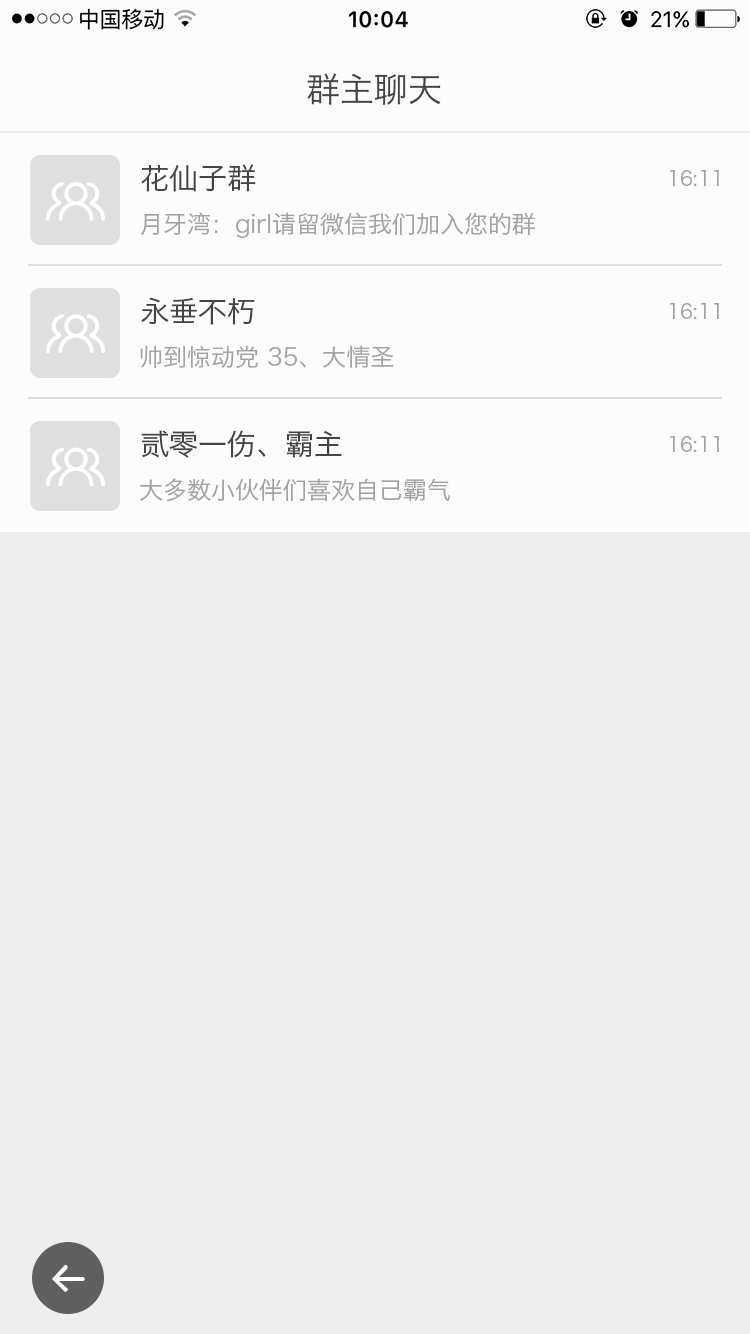 中国移动 10:04 21%
群主聊天
花仙子群 16:11
月牙湾：girl请留微信我们加入您的群
永垂不朽 16:11
帅到惊动党 35、大情圣
贰零一伤、霸主 16:11
大多数小伙伴们喜欢自己霸气